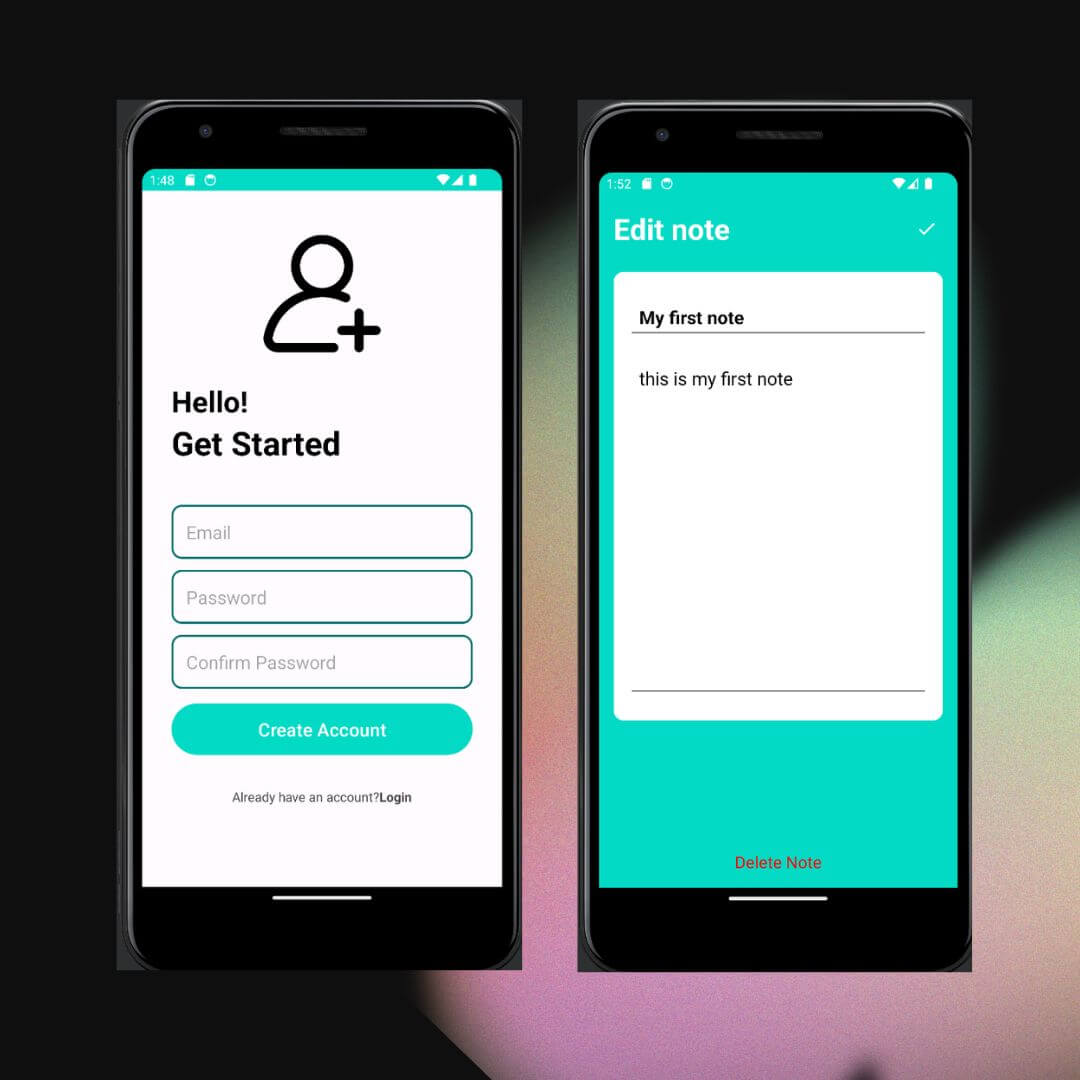 1:48
Hello!
Get Started
Email
Password
Confirm Password
Create Account
Already have an account?Login
1:52
Edit note
My first note
this is my first note
Delete Note